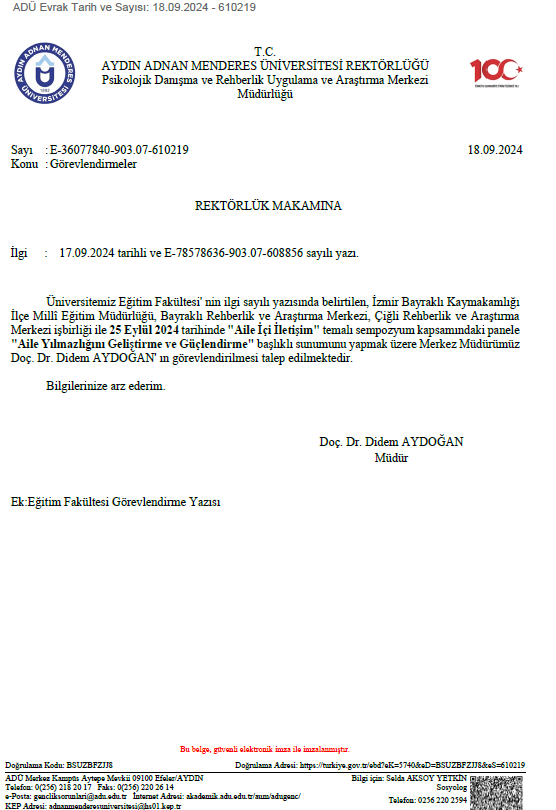 ADÜ Evrak Tarih ve Sayısı: 18.09.2024 - 610219
T.C.
AYDIN ADNAN MENDERES ÜNİVERSİTESİ REKTÖRLÜĞÜ
Psikolojik Danışma ve Rehberlik Uygulama ve Araştırma Merkezi
Müdürlüğü
AYDIN ADNAN MENDERES ÜNİVERSİTESİ
1992
100
Sayı : E-36077840-903.07-610219 18.09.2024
Konu : Görevlendirmeler
REKTÖRLÜK MAKAMINA
İlgi : 17.09.2024 tarihli ve E-78578636-903.07-608856 sayılı yazı.
Üniversitemiz Eğitim Fakültesi' nin ilgi sayılı yazısında belirtilen, İzmir Bayraklı Kaymakamlığı
İlçe Millî Eğitim Müdürlüğü, Bayraklı Rehberlik ve Araştırma Merkezi, Çiğli Rehberlik ve Araştırma
Merkezi işbirliği ile 25 Eylül 2024 tarihinde "Aile İçi İletişim" temalı sempozyum kapsamındaki panele
"Aile Yılmazlığını Geliştirme ve Güçlendirme" başlıklı sunumunu yapmak üzere Merkez Müdürümüz
Doç. Dr. Didem AYDOĞAN' ın görevlendirilmesi talep edilmektedir.
Bilgilerinize arz ederim.
Doç. Dr. Didem AYDOĞAN
Müdür
Ek:Eğitim Fakültesi Görevlendirme Yazısı
Bu belge, güvenli elektronik imza ile imzalanmıştır.
Doğrulama Kodu: BSUZBFZJJ8 Doğrulama Adresi: https://turkiye.gov.tr/ebd?eK=5740&eD=BSUZBFZJJ8&eS=610219
ADÜ Merkez Kampüs Aytepe Mevkii 09100 Efeler/AYDIN Bilgi için: Selda AKSOY YETKİN
Telefon: 0(256) 218 20 17 Faks: 0(256) 220 26 14 Sosyolog
e-Posta: gencliksorunlari@adu.edu.tr İnternet Adresi: akademik.adu.edu.tr/aum/adugenc/
Telefon: 0256 220 2594
KEP Adresi: adnanmenderesuniversitesi@hs01.kep.tr